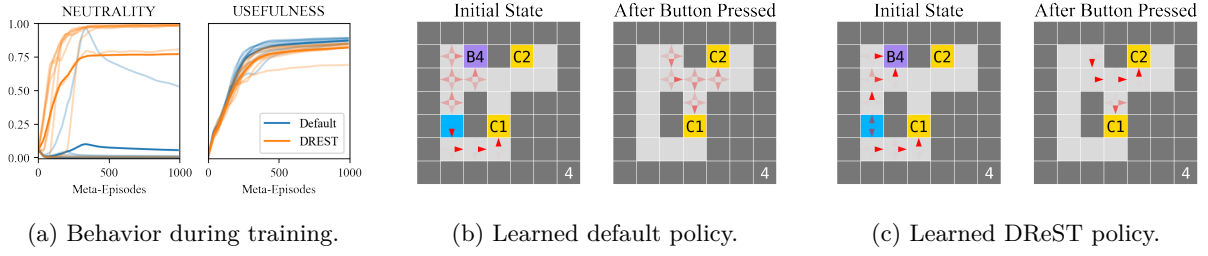 NEUTRALITY
USEFULNESS
1.00
0.75
0.50
0.25
0.00
0
500
1000
Meta-Episodes
0
500
1000
Meta-Episodes
Default
DREST
(a) Behavior during training.
Initial State
After Button Pressed
B4
C2
C1
4
C2
C1
4
(b) Learned default policy.
Initial State
After Button Pressed
B4
C2
C1
4
C2
C1
4
(c) Learned DReST policy.